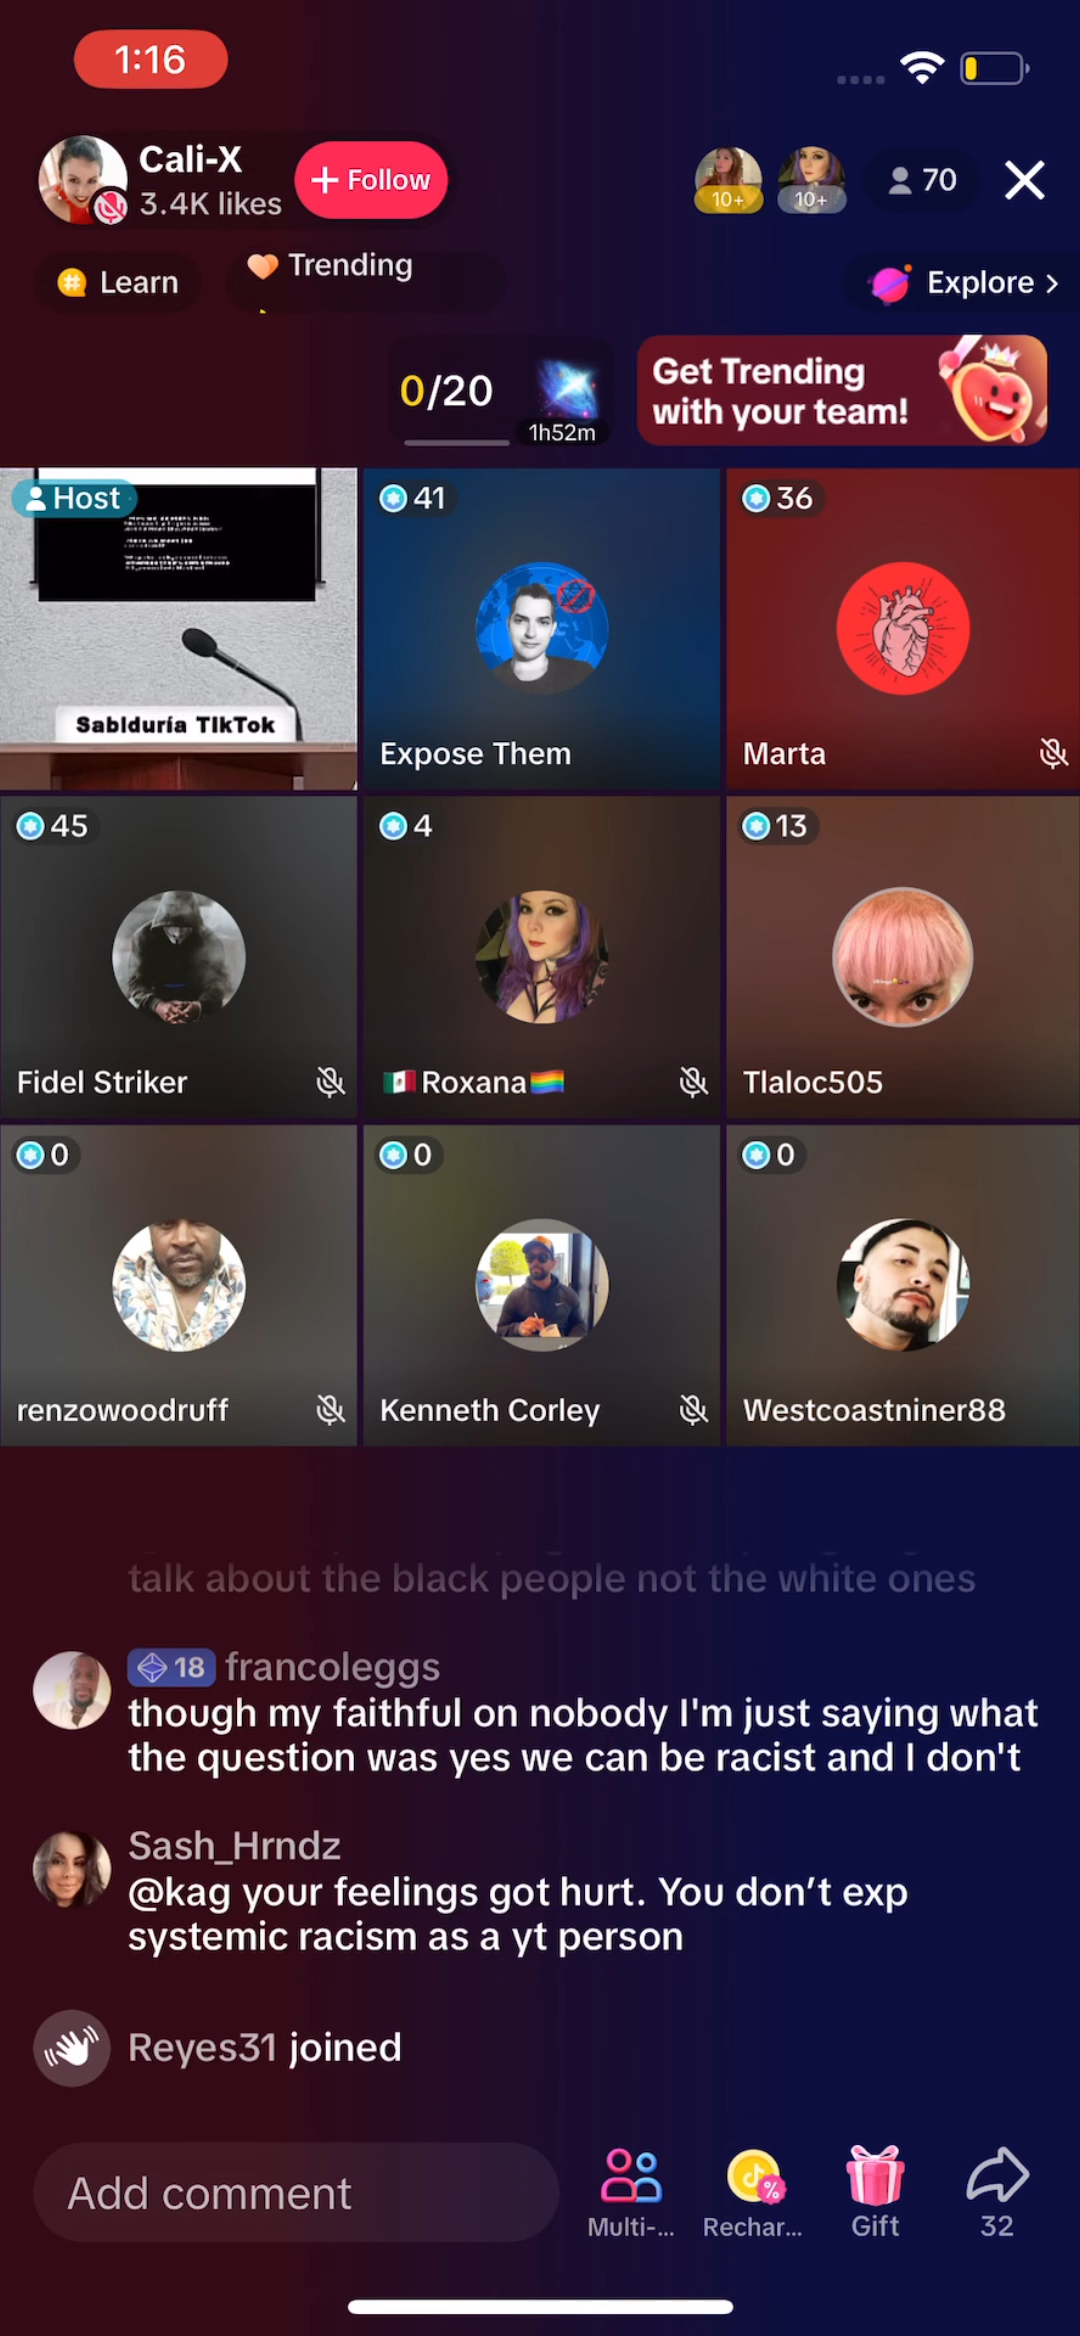 1:16
Cali-X
3.4K likes
+ Follow
10+
10+
70
Learn
Trending
Explore >
0/20
1h52m
Get Trending
with your team!
Host
Sabiduría TikTok
41
Expose Them
36
Marta
45
Fidel Striker
4
🇲🇽Roxana🏳️‍🌈
13
Tlaloc505
0
renzowoodruff
0
Kenneth Corley
0
Westcoastniner88
talk about the black people not the white ones
18 francoleggs
though my faithful on nobody I'm just saying what
the question was yes we can be racist and I don't
Sash_Hrndz
@kag your feelings got hurt. You don't exp
systemic racism as a yt person
Reyes31 joined
Add comment
Multi-...
Rechar...
Gift
32